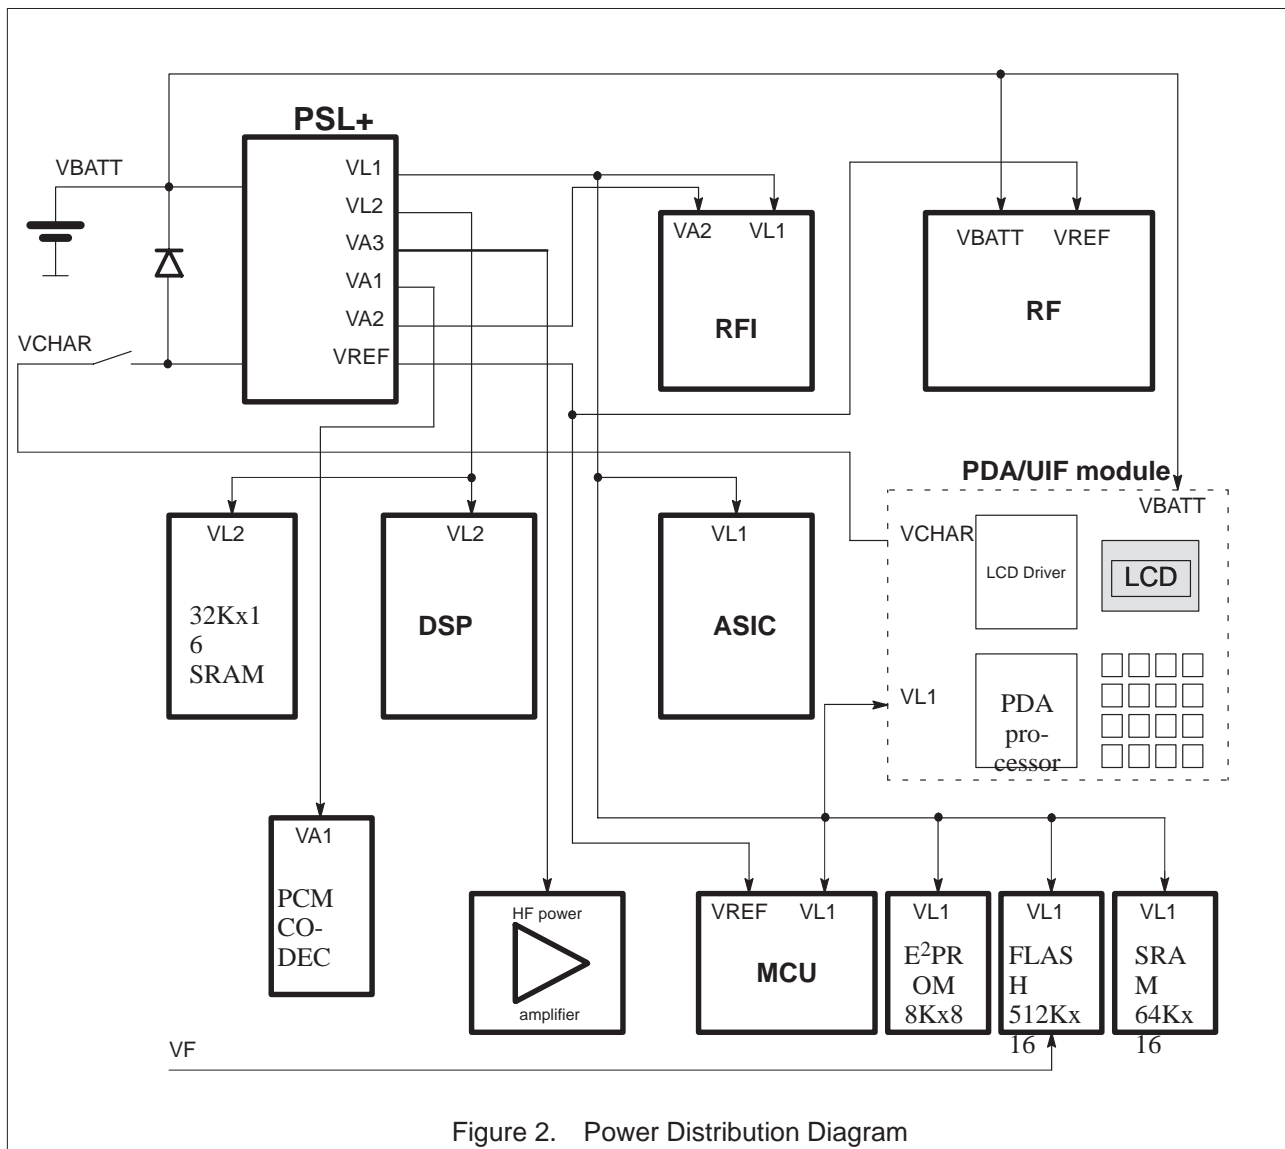 PSL+
VBATT
VL1
VL2
VA3
VA1
VA2
VREF
VCHAR
VA2 VL1
RFI
VBATT VREF
RF
PDA/UIF module
VBATT
VCHAR
LCD Driver
LCD
VL1
PDA
pro-
cessor
VL2
32Kx1
6
SRAM
VL2
DSP
VL1
ASIC
VA1
PCM
CO-
DEC
HF power
amplifier
VREF VL1
MCU
VL1
E2PR
OM
8Kx8
VL1
FLAS
H
512Kx
16
VL1
SRA
M
64Kx
16
VF
Figure 2. Power Distribution Diagram